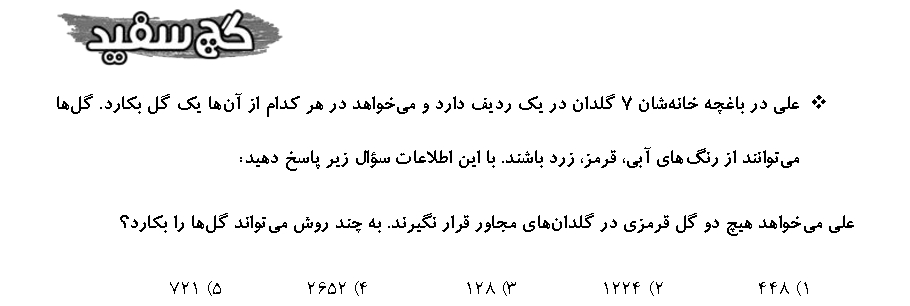 گچ سفید
❖ علی در باغچه خانه‌شان ۷ گلدان در یک ردیف دارد و می‌خواهد در هر کدام از آن‌ها یک گل بکارد. گل‌ها
می‌توانند از رنگ‌های آبی، قرمز، زرد باشند. با این اطلاعات سؤال زیر پاسخ دهید:
علی می‌خواهد هیچ دو گل قرمزی در گلدان‌های مجاور قرار نگیرند. به چند روش می‌تواند گل‌ها را بکارد؟
۱) ۴۴۸ ۲) ۱۲۲۴ ۳) ۱۲۸ ۴) ۲۶۵۲ ۵) ۷۲۱